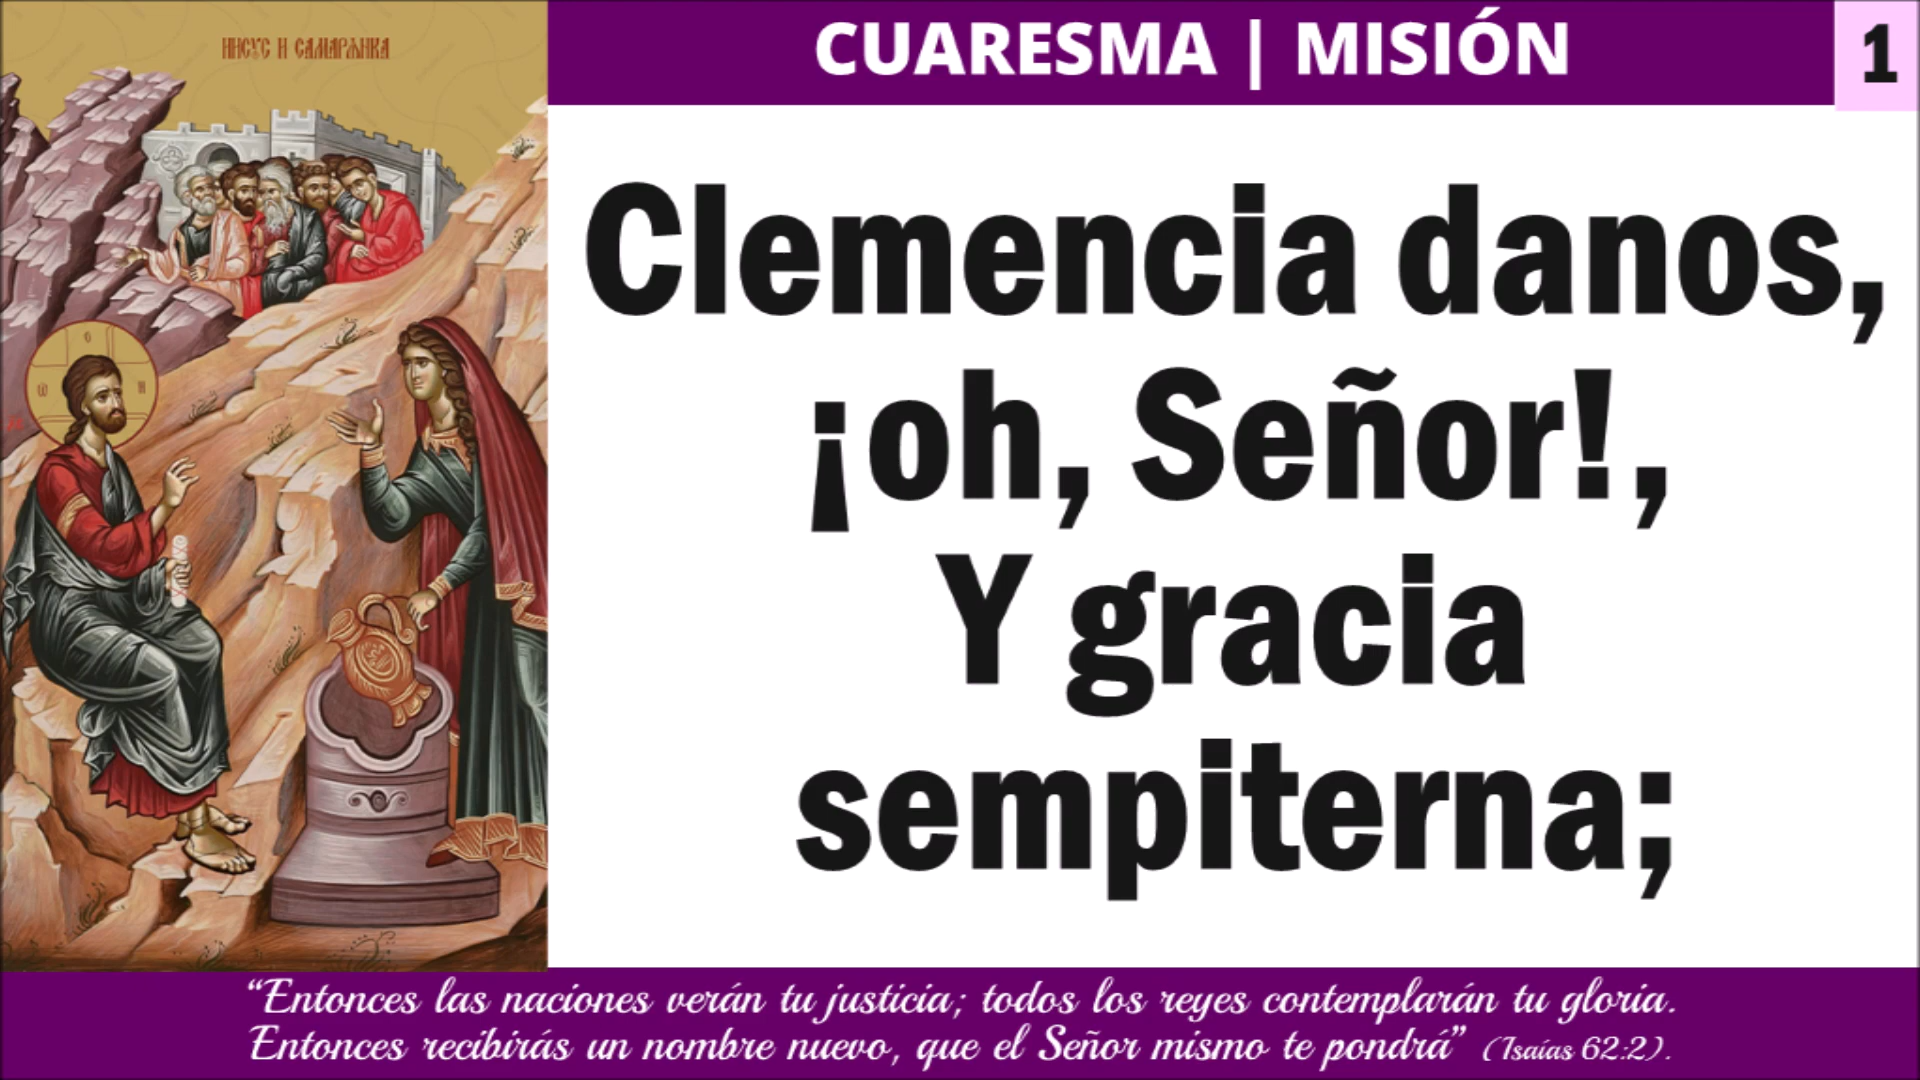 ИИСУС И САМАРЯНКА
CUARESMA | MISIÓN
1
Clemencia danos,
¡oh, Señor!,
Y gracia
sempiterna;
“Entonces las naciones verán tu justicia; todos los reyes contemplarán tu gloria.
Entonces recibirás un nombre nuevo, que el Señor mismo te pondrá” (Isaías 62:2).